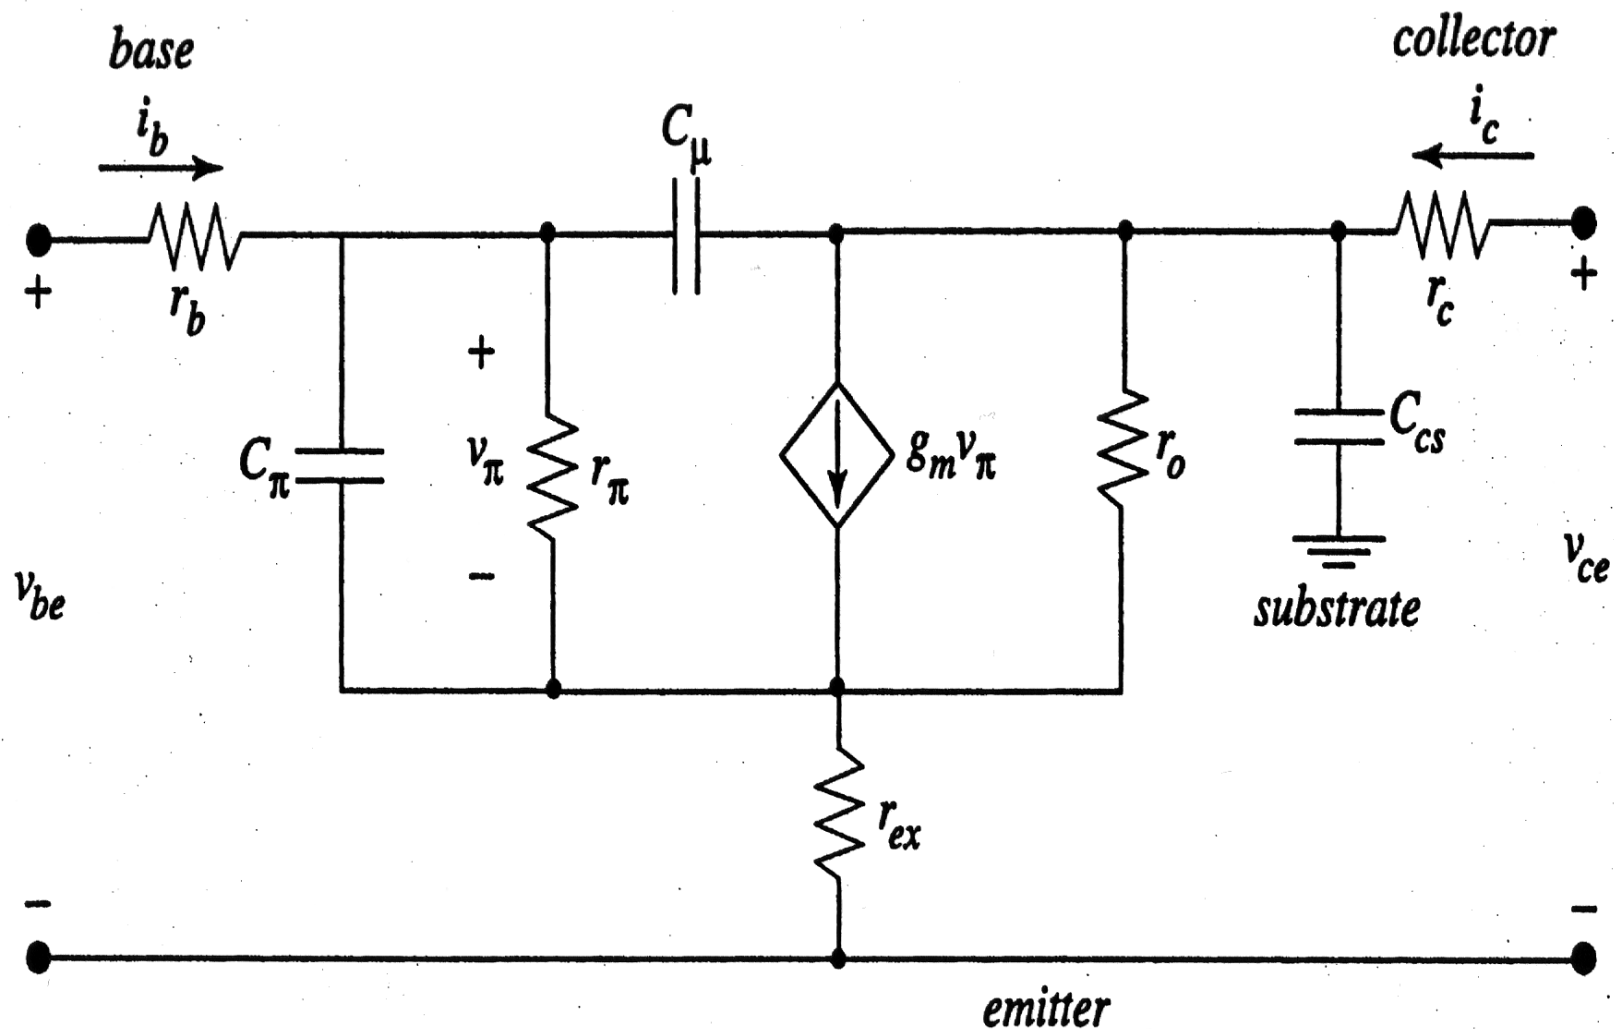 base
collector
i_b
i_c
C_μ
+
r_b
r_c
+
+
v_π
−
C_π
r_π
g_m v_π
r_o
C_cs
substrate
v_be
v_ce
r_ex
−
−
emitter